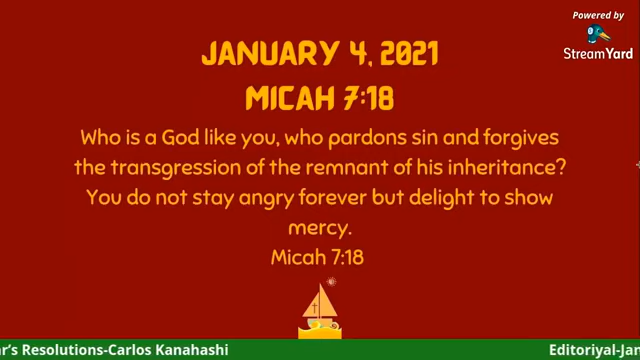 Powered by
StreamYard
JANUARY 4, 2021
MICAH 7:18
Who is a God like you, who pardons sin and forgives
the transgression of the remnant of his inheritance?
You do not stay angry forever but delight to show
mercy.
Micah 7:18
ar's Resolutions-Carlos Kanahashi
Editoriyal-Jan